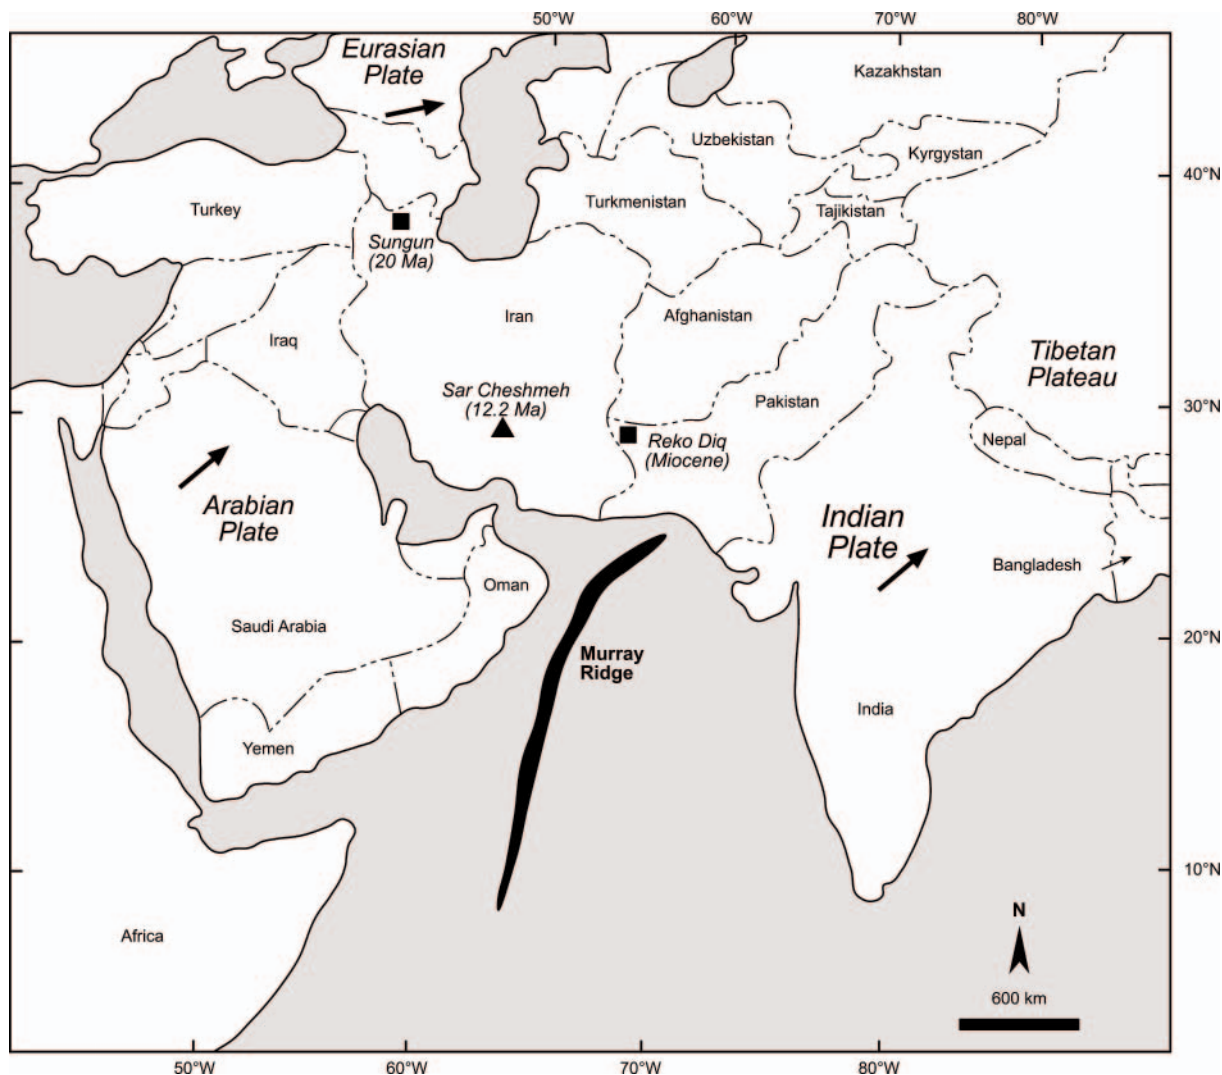 50°W
60°W
70°W
80°W
Eurasian
Plate
Kazakhstan
Uzbekistan
Kyrgystan
40°N
Turkey
Turkmenistan
Tajikistan
Sungun
(20 Ma)
Iran
Afghanistan
Iraq
Tibetan
Plateau
Sar Cheshmeh
(12.2 Ma)
Pakistan
30°N
Reko Diq
(Miocene)
Nepal
Arabian
Plate
Indian
Plate
Bangladesh
Oman
Saudi Arabia
20°N
Murray
Ridge
India
Yemen
10°N
Africa
N
600 km
50°W
60°W
70°W
80°W